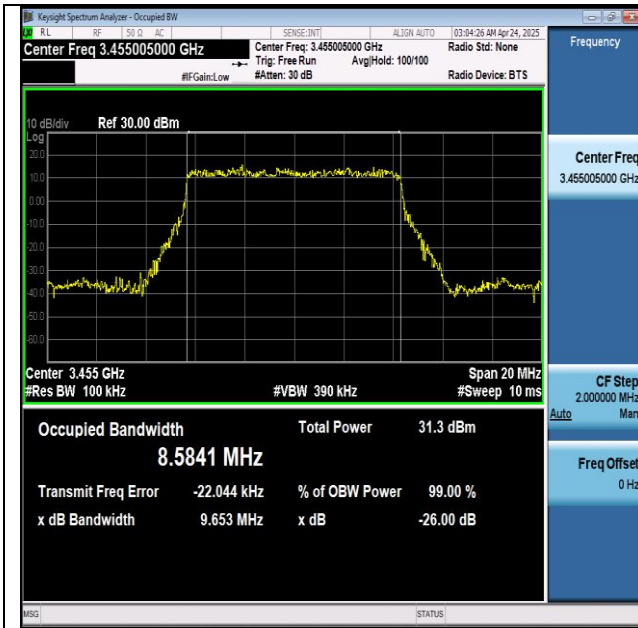 Keysight Spectrum Analyzer - Occupied BW
RL RF 50 Ω AC SENSE:INT ALIGN AUTO 03:04:26 AM Apr 24, 2025
Center Freq 3.455005000 GHz
Center Freq: 3.455005000 GHz
Radio Std: None
Trig: Free Run Avg|Hold: 100/100
#IFGain:Low
#Atten: 30 dB
Radio Device: BTS
10 dB/div Ref 30.00 dBm
Log
20.0
10.0
0.00
-10.0
-20.0
-30.0
-40.0
-50.0
-60.0
Center 3.455 GHz Span 20 MHz
#Res BW 100 kHz #VBW 390 kHz #Sweep 10 ms
Occupied Bandwidth Total Power 31.3 dBm
8.5841 MHz
Transmit Freq Error -22.044 kHz % of OBW Power 99.00 %
x dB Bandwidth 9.653 MHz x dB -26.00 dB
MSG STATUS
Frequency
Center Freq
3.455005000 GHz
CF Step
2.000000 MHz
Auto Man
Freq Offset
0 Hz